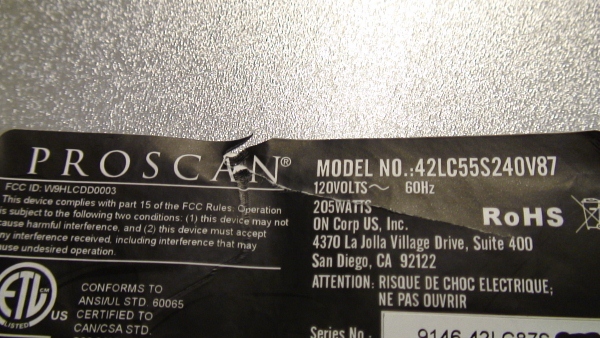 PROSCAN®
FCC ID: W9HLCDD0003
This device complies with part 15 of the FCC Rules. Operation
is subject to the following two conditions: (1) this device may not
cause harmful interference, and (2) this device must accept
any interference received, including interference that may
cause undesired operation.
ETL
LISTED
US
CONFORMS TO
ANSI/UL STD. 60065
CERTIFIED TO
CAN/CSA STD.
MODEL NO.:42LC55S240V87
120VOLTS~ 60Hz
205WATTS
ON Corp US, Inc.
4370 La Jolla Village Drive, Suite 400
San Diego, CA 92122
RoHS
ATTENTION: RISQUE DE CHOC ELECTRIQUE;
NE PAS OUVRIR
Series No.